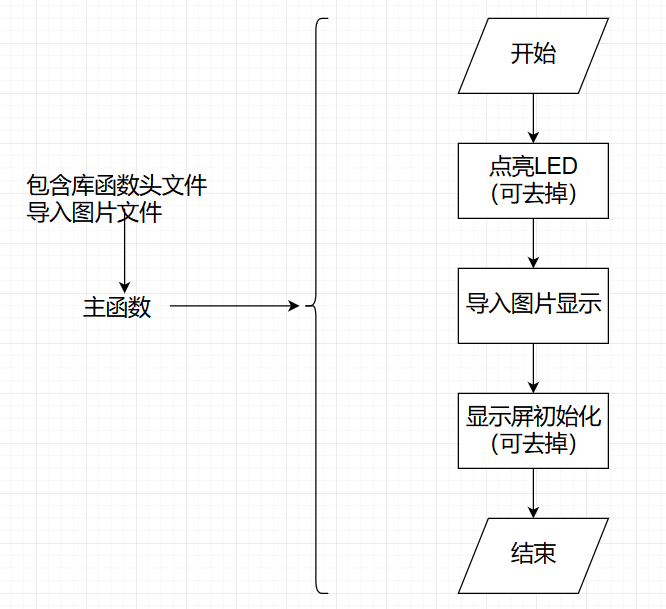 包含库函数头文件
导入图片文件
主函数
开始
点亮LED
（可去掉）
导入图片显示
显示屏初始化
（可去掉）
结束